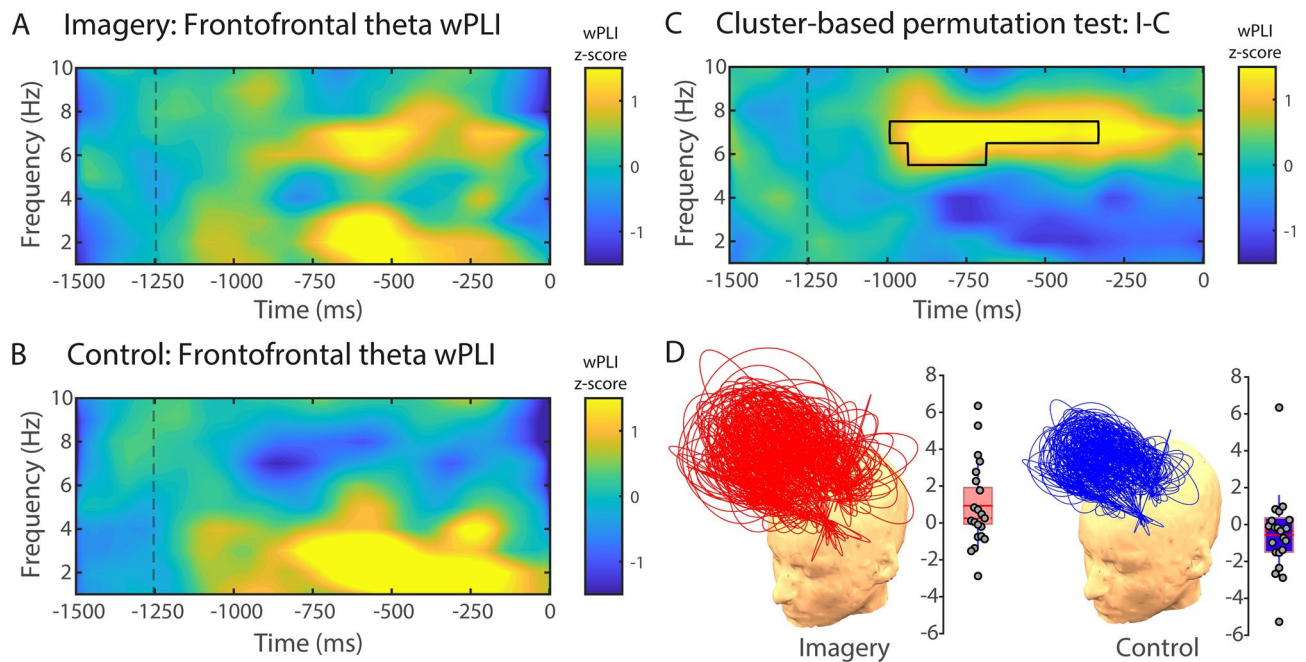 A Imagery: Frontofrontal theta wPLI
wPLI
z-score
10
8
6
4
2
Frequency (Hz)
1
0
-1
-1500 -1250 -1000 -750 -500 -250 0
Time (ms)
B Control: Frontofrontal theta wPLI
wPLI
z-score
10
8
6
4
2
Frequency (Hz)
1
0
-1
-1500 -1250 -1000 -750 -500 -250 0
Time (ms)
C Cluster-based permutation test: I-C
wPLI
z-score
10
8
6
4
2
Frequency (Hz)
1
0
-1
-1500 -1250 -1000 -750 -500 -250 0
Time (ms)
D
8
6
4
2
0
-2
-4
-6
Imagery
8
6
4
2
0
-2
-4
-6
Control